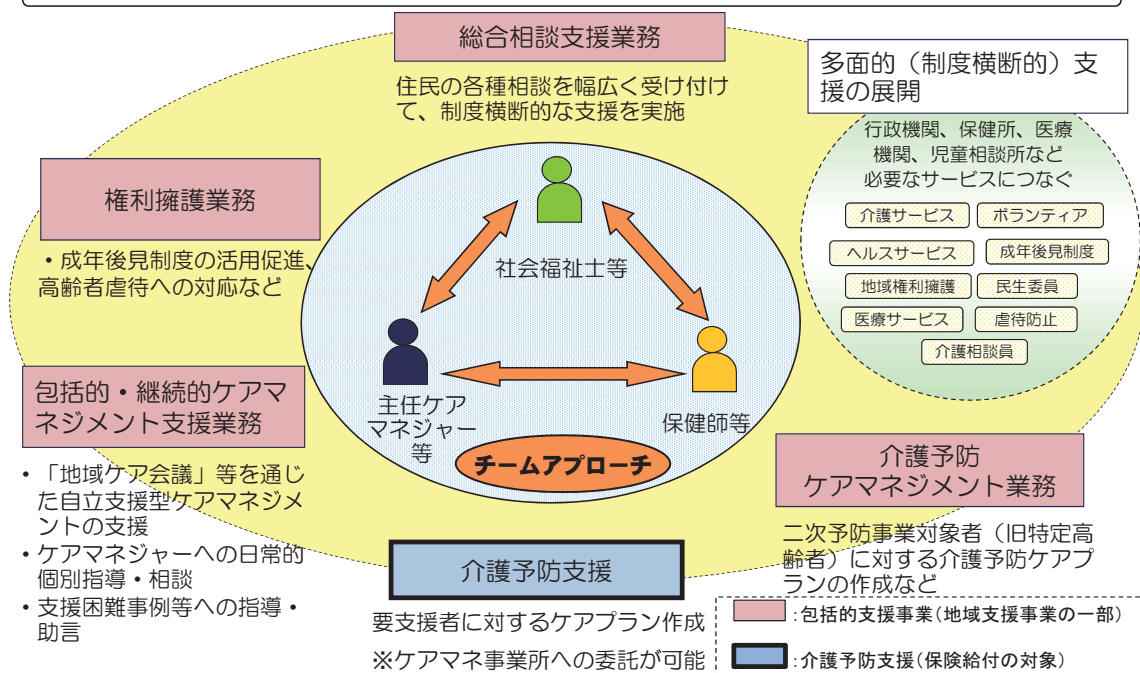 総合相談支援業務
住民の各種相談を幅広く受け付け
て、制度横断的な支援を実施
多面的（制度横断的）支
援の展開
行政機関、保健所、医療
機関、児童相談所など
必要なサービスにつなぐ
介護サービス
ボランティア
ヘルスサービス
成年後見制度
地域権利擁護
民生委員
医療サービス
虐待防止
介護相談員
権利擁護業務
・成年後見制度の活用促進、
高齢者虐待への対応など
社会福祉士等
主任ケア
マネジャー
等
保健師等
チームアプローチ
包括的・継続的ケアマ
ネジメント支援業務
・「地域ケア会議」等を通じ
た自立支援型ケアマネジメ
ントの支援
・ケアマネジャーへの日常的
個別指導・相談
・支援困難事例等への指導・
助言
介護予防
ケアマネジメント業務
二次予防事業対象者（旧特定高
齢者）に対する介護予防ケアプ
ランの作成など
介護予防支援
要支援者に対するケアプラン作成
※ケアマネ事業所への委託が可能
：包括的支援事業（地域支援事業の一部）
：介護予防支援（保険給付の対象）